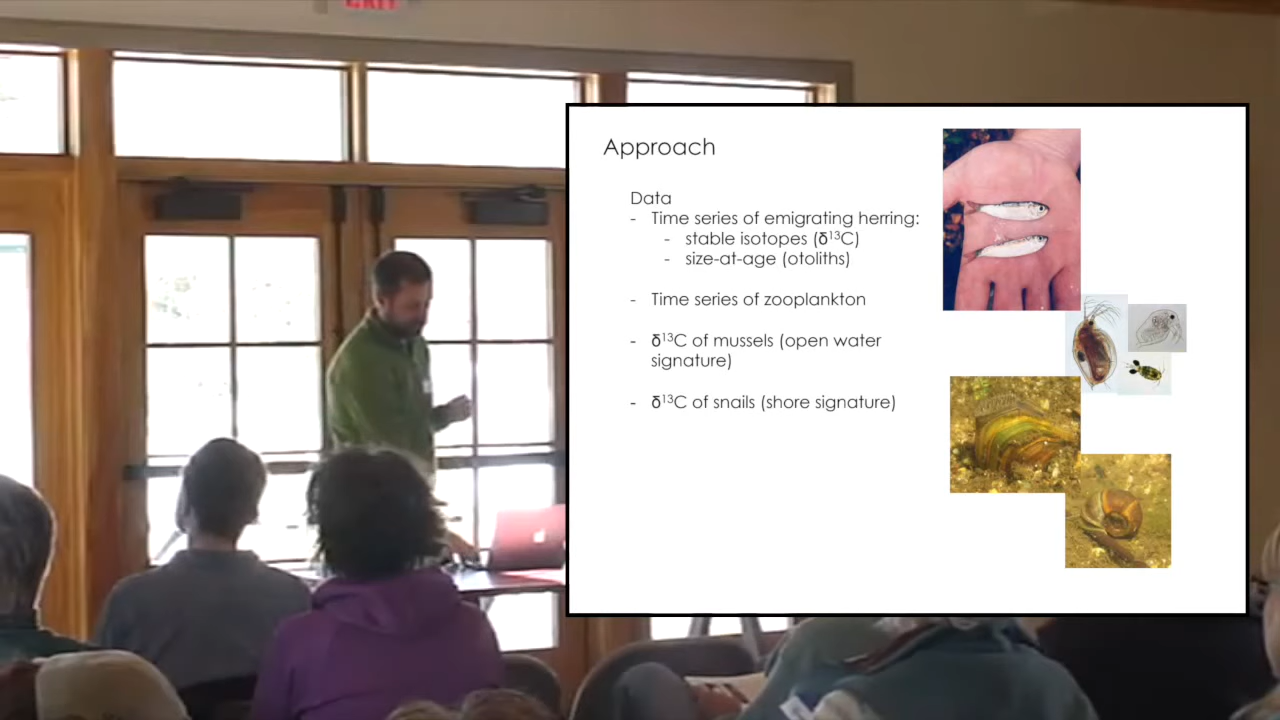 EXIT
Approach
Data
- Time series of emigrating herring:
- stable isotopes (δ¹³C)
- size-at-age (otoliths)
- Time series of zooplankton
- δ¹³C of mussels (open water
signature)
- δ¹³C of snails (shore signature)